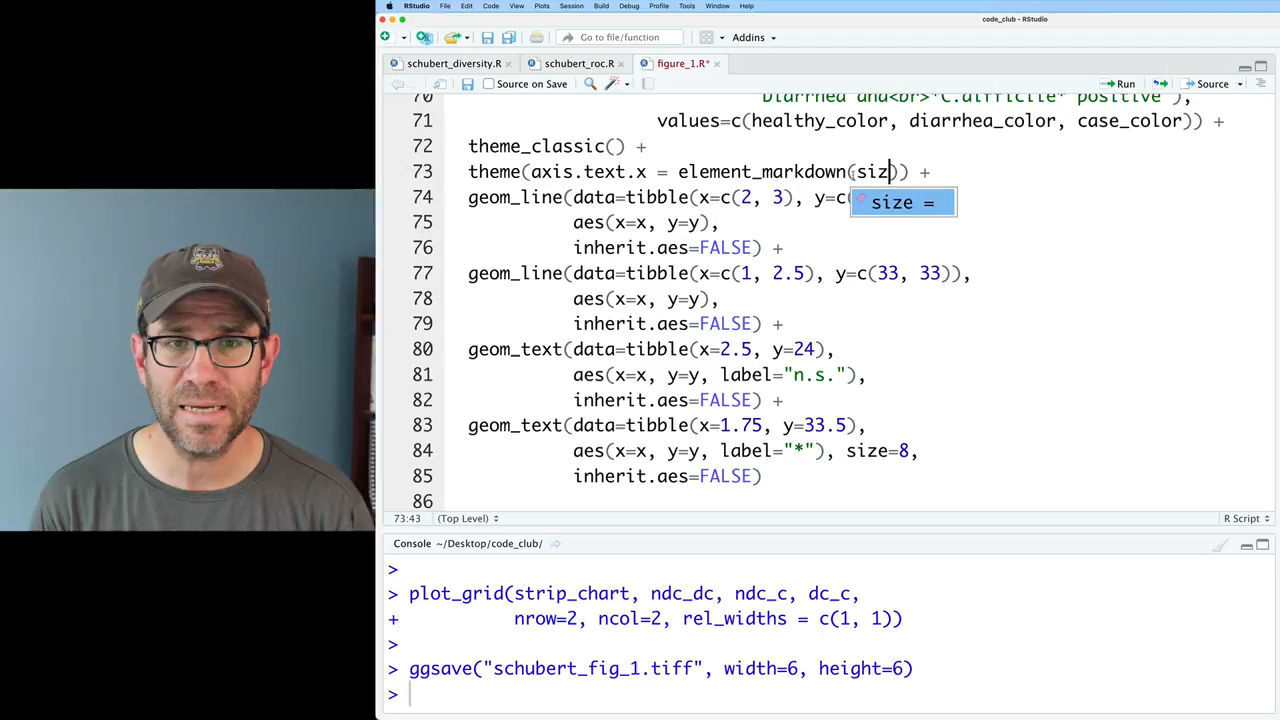 RStudio File Edit Code View Plots Session Build Debug Profile Tools Window Help
code_club - RStudio
Go to file/function Addins
schubert_diversity.R schubert_roc.R figure_1.R*
Source on Save Run Source
70 "Diarrhea and<br>*C.difficile* positive"),
71 values=c(healthy_color, diarrhea_color, case_color)) +
72 theme_classic() +
73 theme(axis.text.x = element_markdown(siz)) +
74 geom_line(data=tibble(x=c(2, 3), y=c(
size =
75 aes(x=x, y=y),
76 inherit.aes=FALSE) +
77 geom_line(data=tibble(x=c(1, 2.5), y=c(33, 33)),
78 aes(x=x, y=y),
79 inherit.aes=FALSE) +
80 geom_text(data=tibble(x=2.5, y=24),
81 aes(x=x, y=y, label="n.s."),
82 inherit.aes=FALSE) +
83 geom_text(data=tibble(x=1.75, y=33.5),
84 aes(x=x, y=y, label="*"), size=8,
85 inherit.aes=FALSE)
86
73:43 (Top Level) R Script
Console ~/Desktop/code_club/
>
> plot_grid(strip_chart, ndc_dc, ndc_c, dc_c,
+ nrow=2, ncol=2, rel_widths = c(1, 1))
>
> ggsave("schubert_fig_1.tiff", width=6, height=6)
>